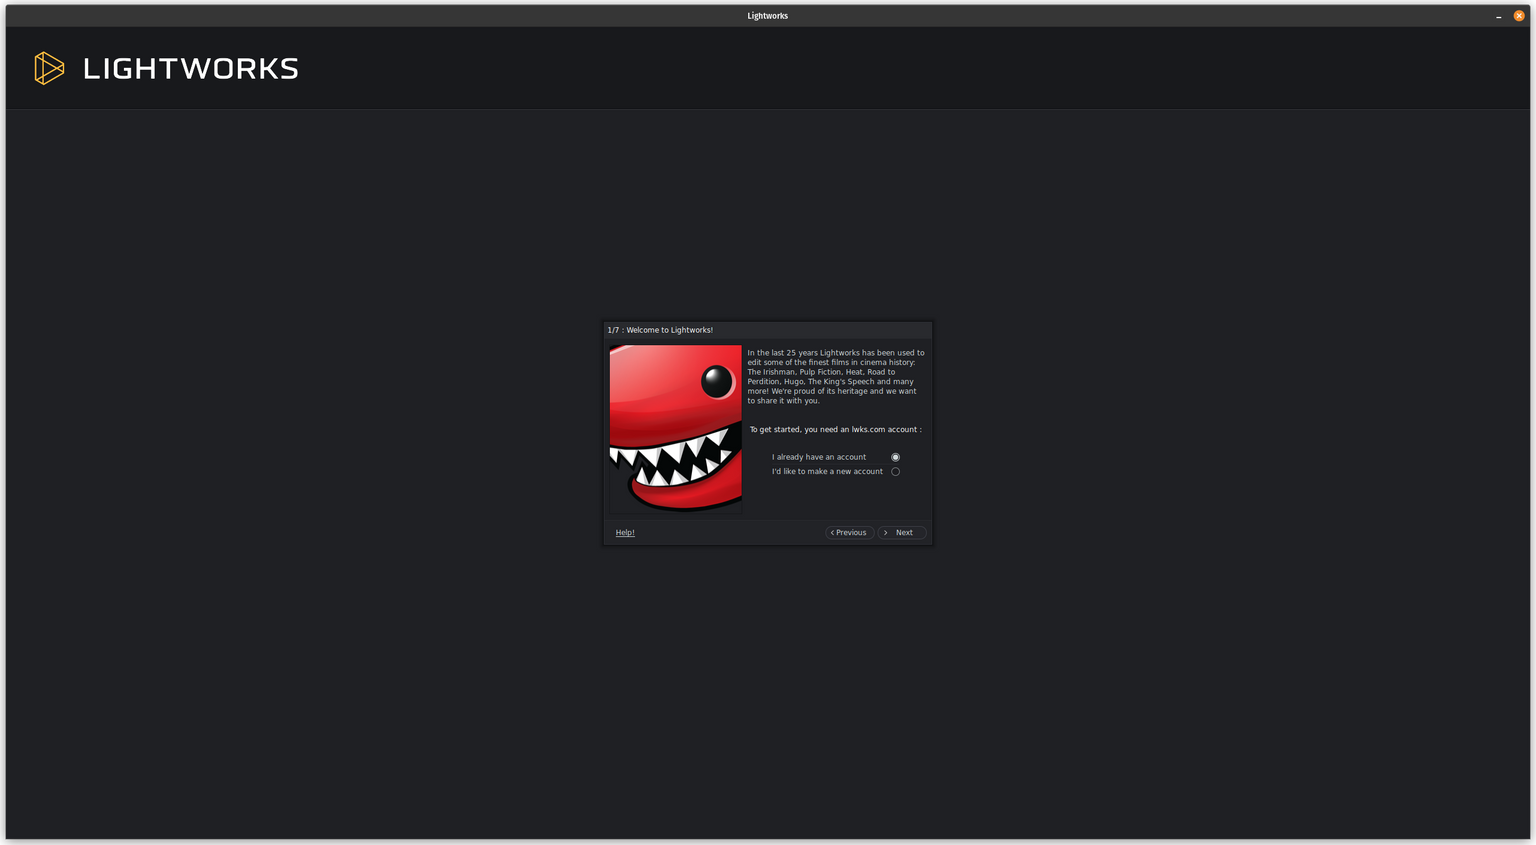 Lightworks
LIGHTWORKS
1/7 : Welcome to Lightworks!
In the last 25 years Lightworks has been used to
edit some of the finest films in cinema history:
The Irishman, Pulp Fiction, Heat, Road to
Perdition, Hugo, The King's Speech and many
more! We're proud of its heritage and we want
to share it with you.
To get started, you need an lwks.com account :
I already have an account
I'd like to make a new account
Help!
Previous
Next